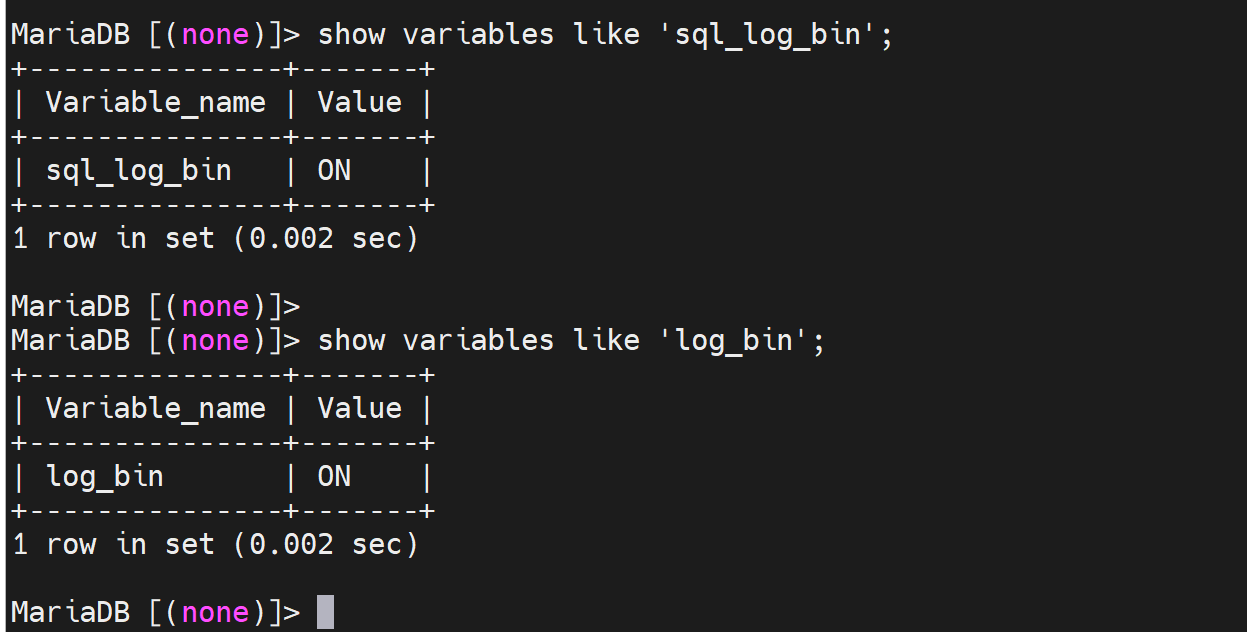 MariaDB [(none)]> show variables like 'sql_log_bin';
+---------------+-------+
| Variable_name | Value |
+---------------+-------+
| sql_log_bin   | ON    |
+---------------+-------+
1 row in set (0.002 sec)

MariaDB [(none)]>
MariaDB [(none)]> show variables like 'log_bin';
+---------------+-------+
| Variable_name | Value |
+---------------+-------+
| log_bin       | ON    |
+---------------+-------+
1 row in set (0.002 sec)

MariaDB [(none)]>